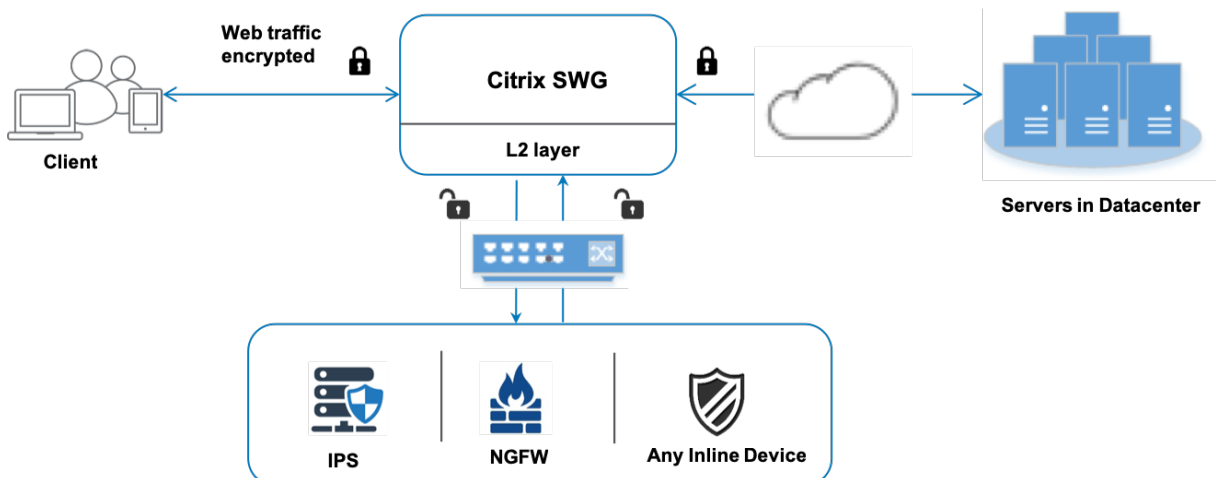 Web traffic
encrypted
Citrix SWG
L2 layer
Client
Servers in Datacenter
IPS
NGFW
Any Inline Device